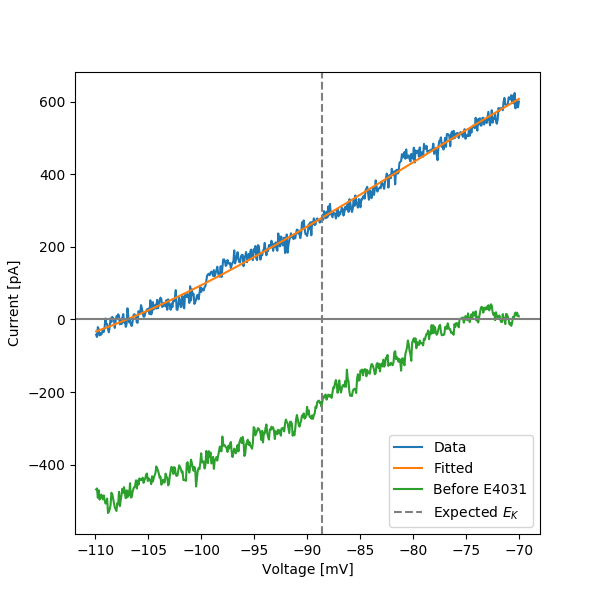 600
400
200
0
−200
−400
Current [pA]
−110
−105
−100
−95
−90
−85
−80
−75
−70
Voltage [mV]
Data
Fitted
Before E4031
Expected E_K